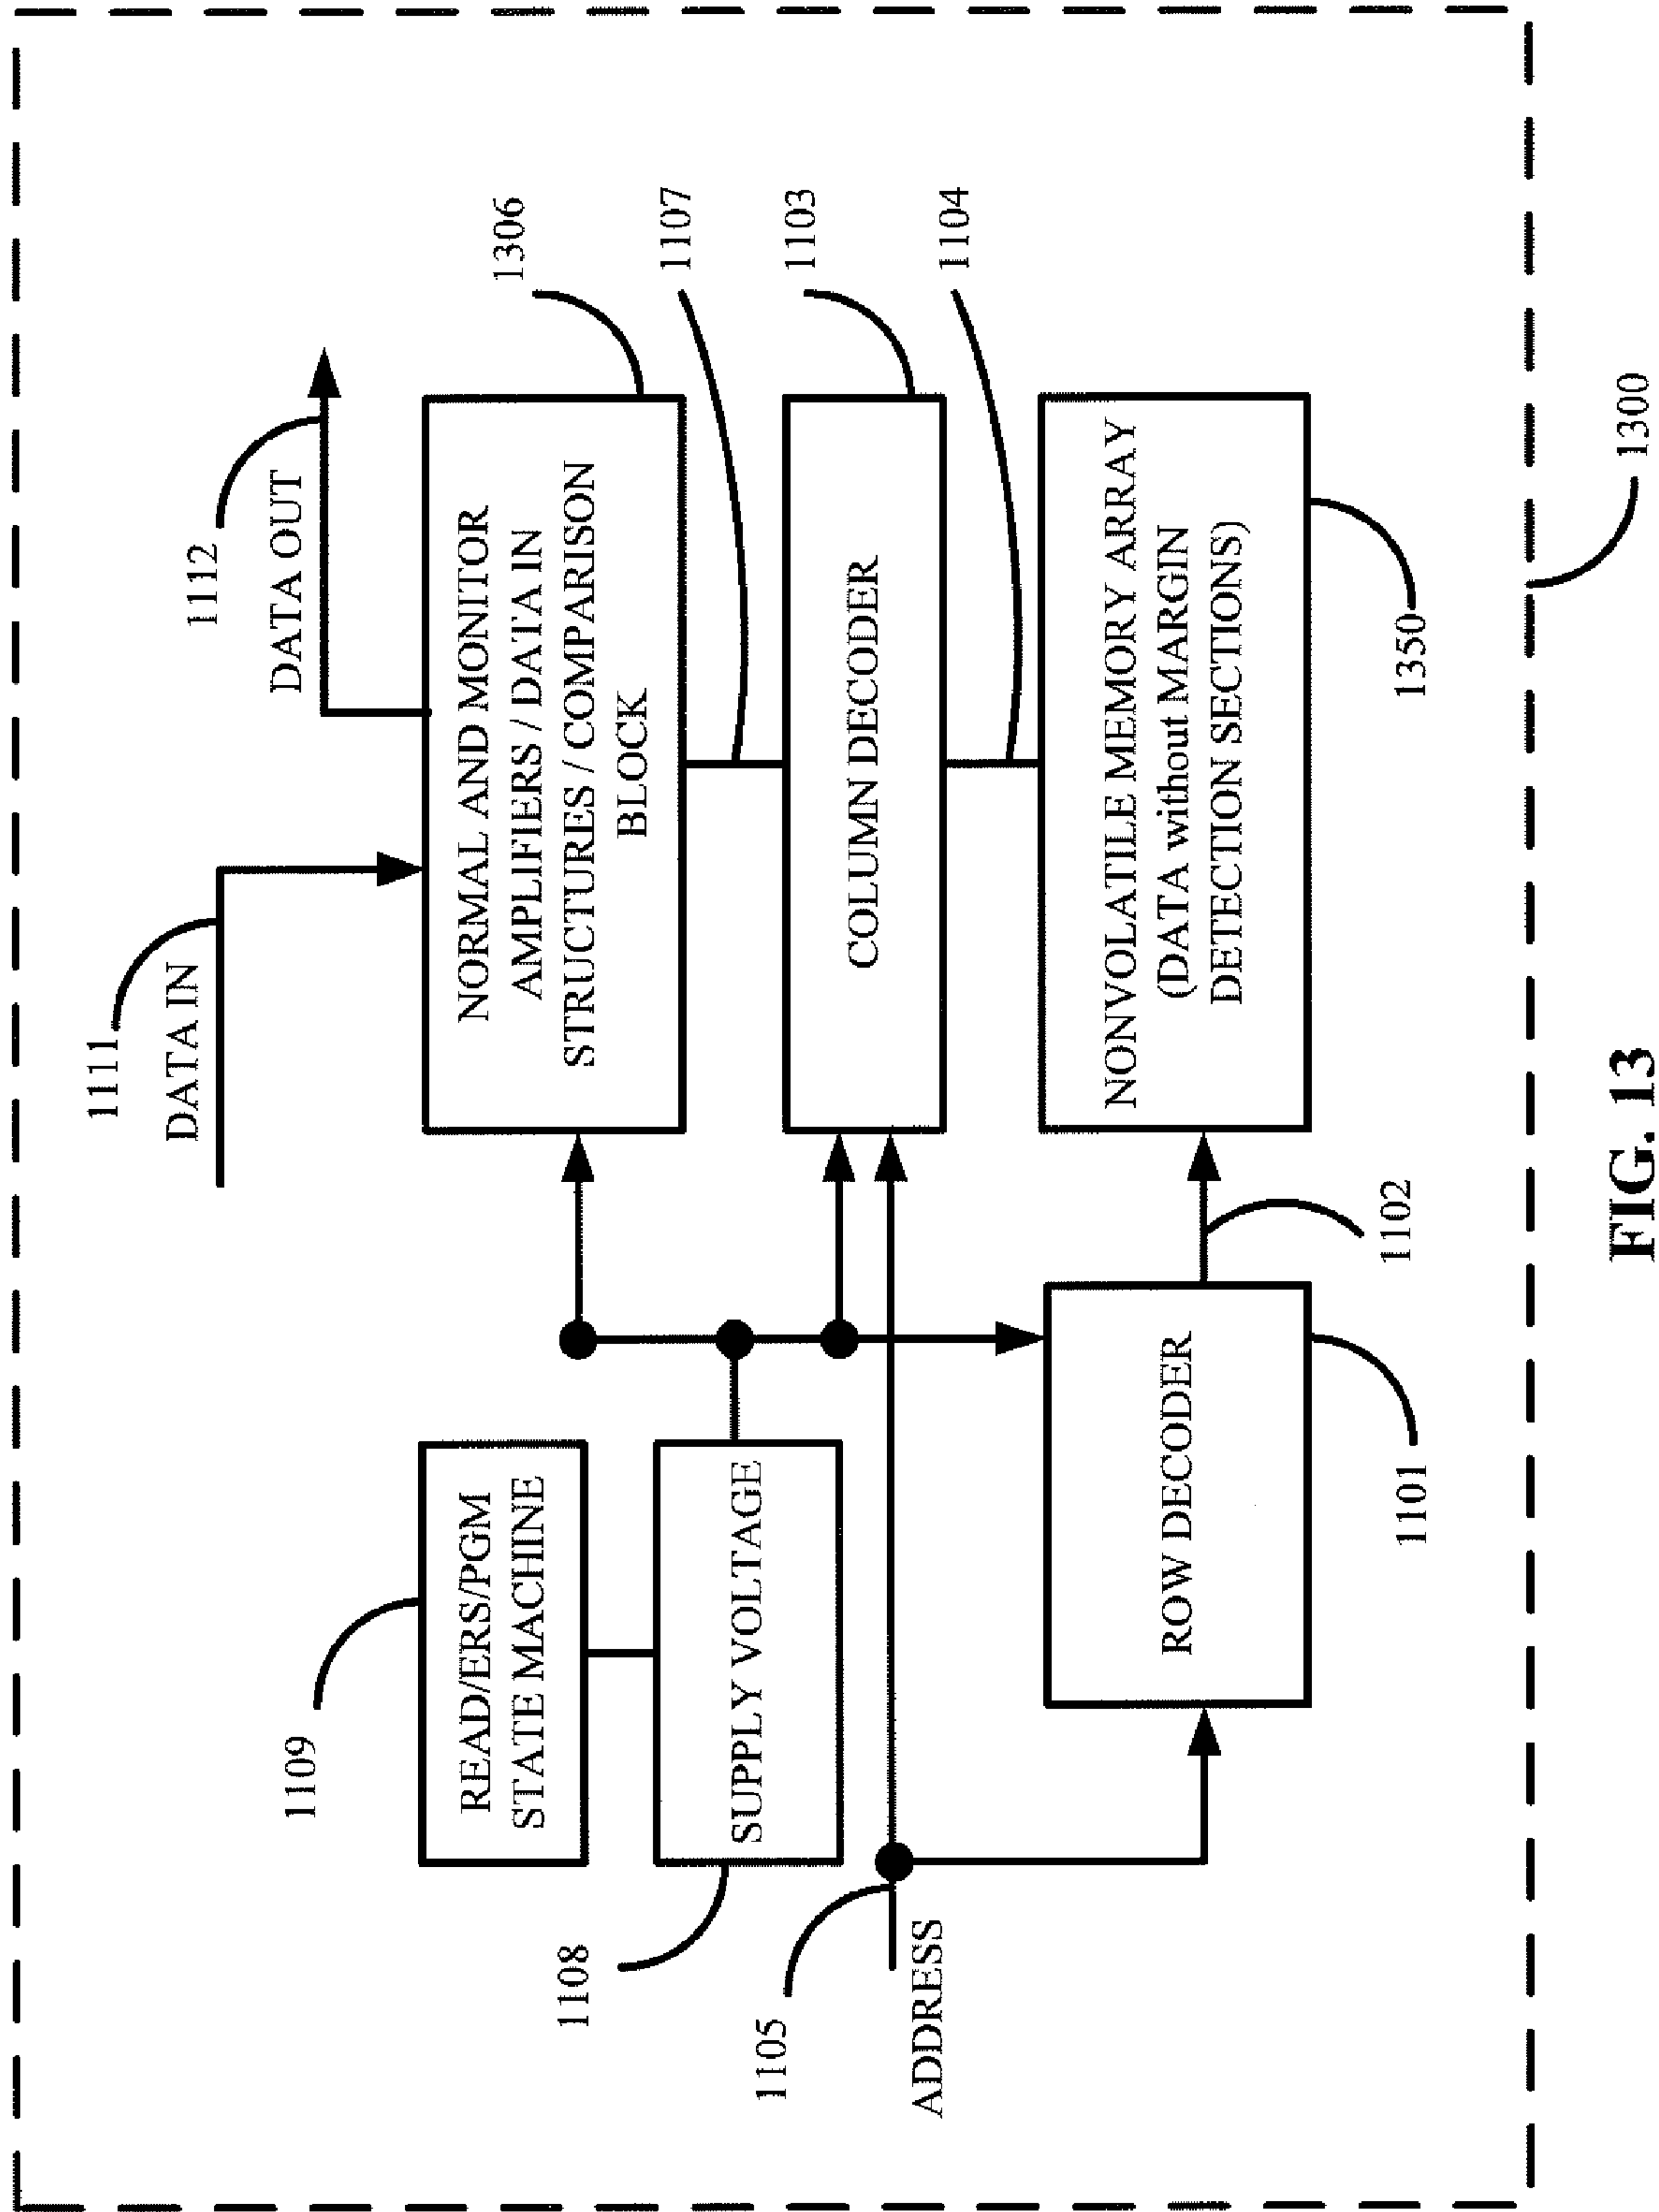 1111
DATA IN
1112
DATA OUT
1109
READ/ERS/PGM
STATE MACHINE
NORMAL AND MONITOR
AMPLIFIERS / DATA IN
STRUCTURES / COMPARISON
BLOCK
1306
1108
SUPPLY VOLTAGE
1107
1105
ADDRESS
COLUMN DECODER
1103
1104
ROW DECODER
1101
1102
NONVOLATILE MEMORY ARRAY
(DATA without MARGIN
DETECTION SECTIONS)
1350
1300
FIG. 13